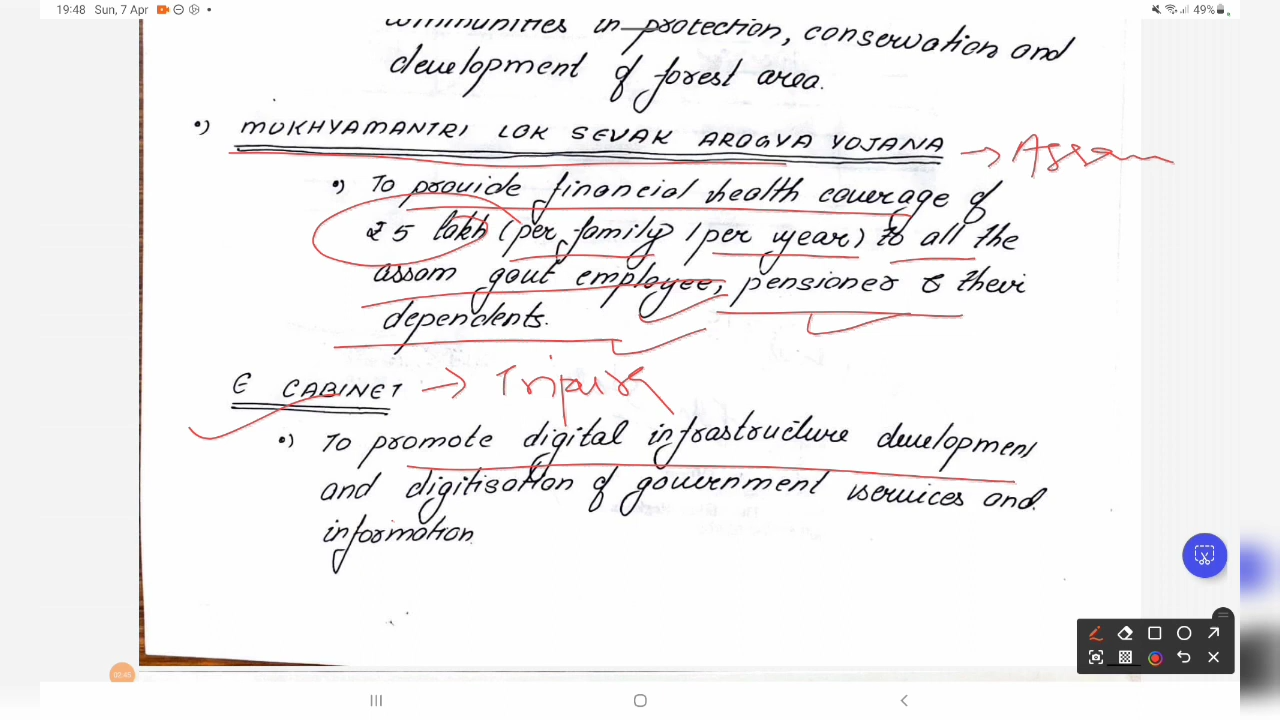 19:48 Sun, 7 Apr
49%
communities in protection, conservation and
development of forest area.
MUKHYAMANTRI LOK SEVAK AROGYA YOJANA → Assam
To provide financial health coverage of
₹5 lakh (per family / per year) to all the
assam govt employee, pensioner & their
dependents.
E CABINET → Tripura
To promote digital infrastructure development
and digitisation of government services and
information